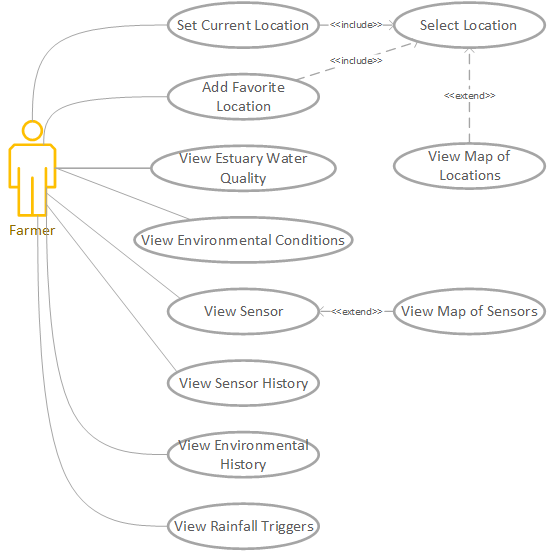 Set Current Location
<<include>>
Select Location
<<include>>
Add Favorite
Location
<<extend>>
View Estuary Water
Quality
View Map of
Locations
Farmer
View Environmental Conditions
View Sensor
<<extend>>
View Map of Sensors
View Sensor History
View Environmental
History
View Rainfall Triggers